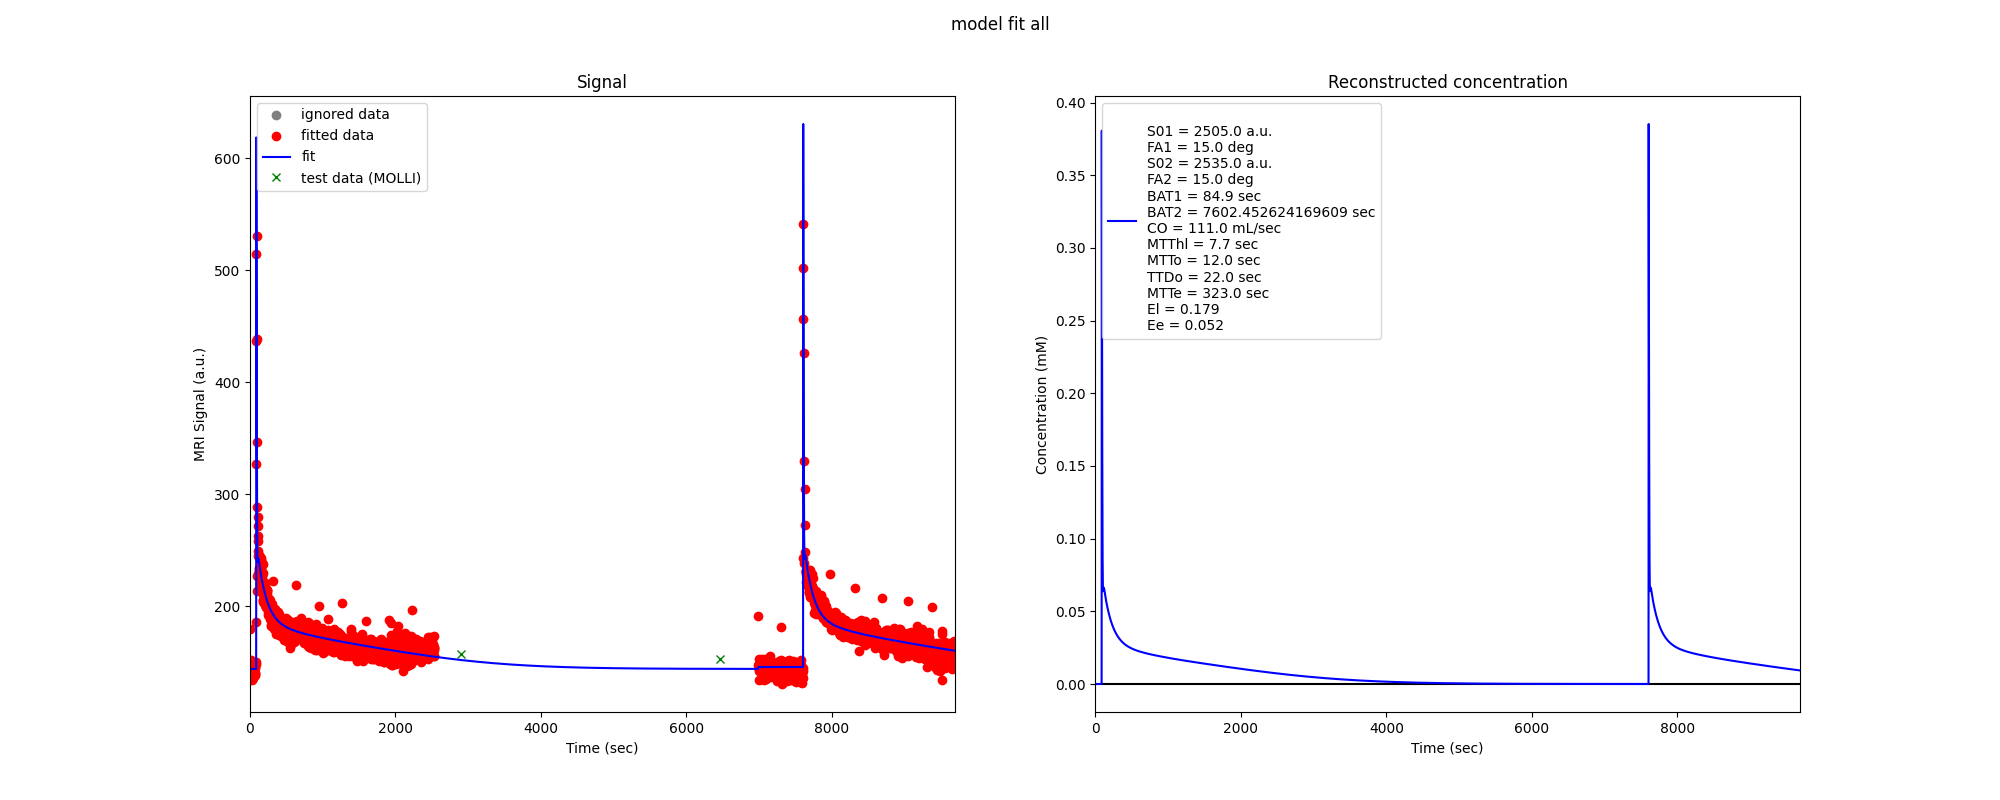 model fit all
Signal
ignored data
fitted data
fit
test data (MOLLI)
600
500
400
300
200
MRI Signal (a.u.)
0
2000
4000
6000
8000
Time (sec)
Reconstructed concentration
S01 = 2505.0 a.u.
FA1 = 15.0 deg
S02 = 2535.0 a.u.
FA2 = 15.0 deg
BAT1 = 84.9 sec
BAT2 = 7602.452624169609 sec
CO = 111.0 mL/sec
MTThl = 7.7 sec
MTTo = 12.0 sec
TTDo = 22.0 sec
MTTe = 323.0 sec
El = 0.179
Ee = 0.052
0.40
0.35
0.30
0.25
0.20
0.15
0.10
0.05
0.00
Concentration (mM)
0
2000
4000
6000
8000
Time (sec)